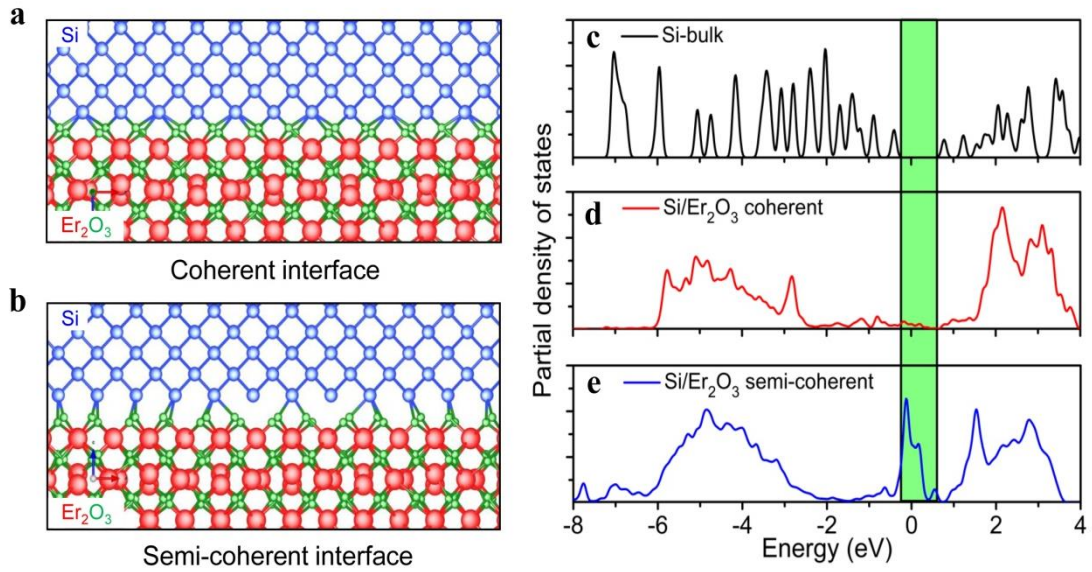 a
Si
Er₂O₃
Coherent interface
b
Si
Er₂O₃
Semi-coherent interface
Partial density of states
c
Si-bulk
d
Si/Er₂O₃ coherent
e
Si/Er₂O₃ semi-coherent
-8 -6 -4 -2 0 2 4
Energy (eV)